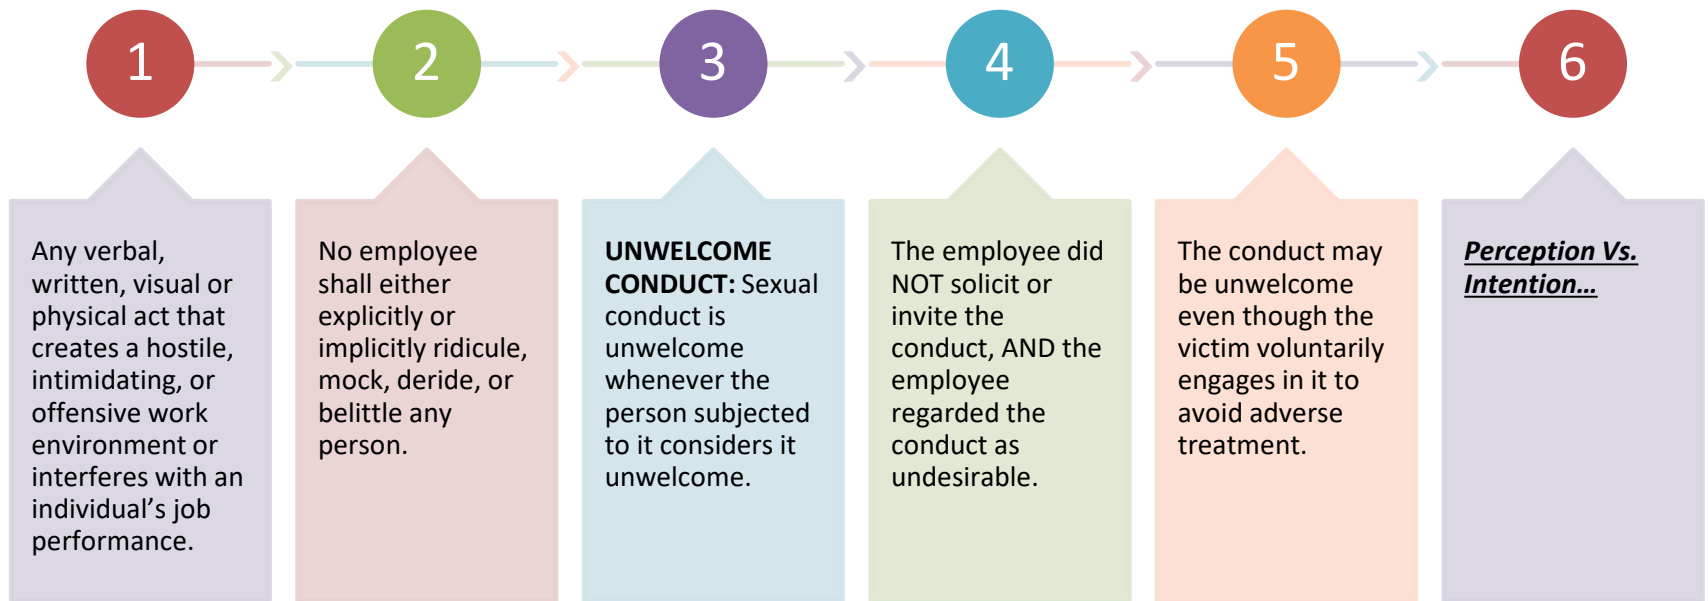 1
2
3
4
5
6
Any verbal,
written, visual or
physical act that
creates a hostile,
intimidating, or
offensive work
environment or
interferes with an
individual’s job
performance.
No employee
shall either
explicitly or
implicitly ridicule,
mock, deride, or
belittle any
person.
UNWELCOME
CONDUCT: Sexual
conduct is
unwelcome
whenever the
person subjected
to it considers it
unwelcome.
The employee did
NOT solicit or
invite the
conduct, AND the
employee
regarded the
conduct as
undesirable.
The conduct may
be unwelcome
even though the
victim voluntarily
engages in it to
avoid adverse
treatment.
Perception Vs.
Intention…